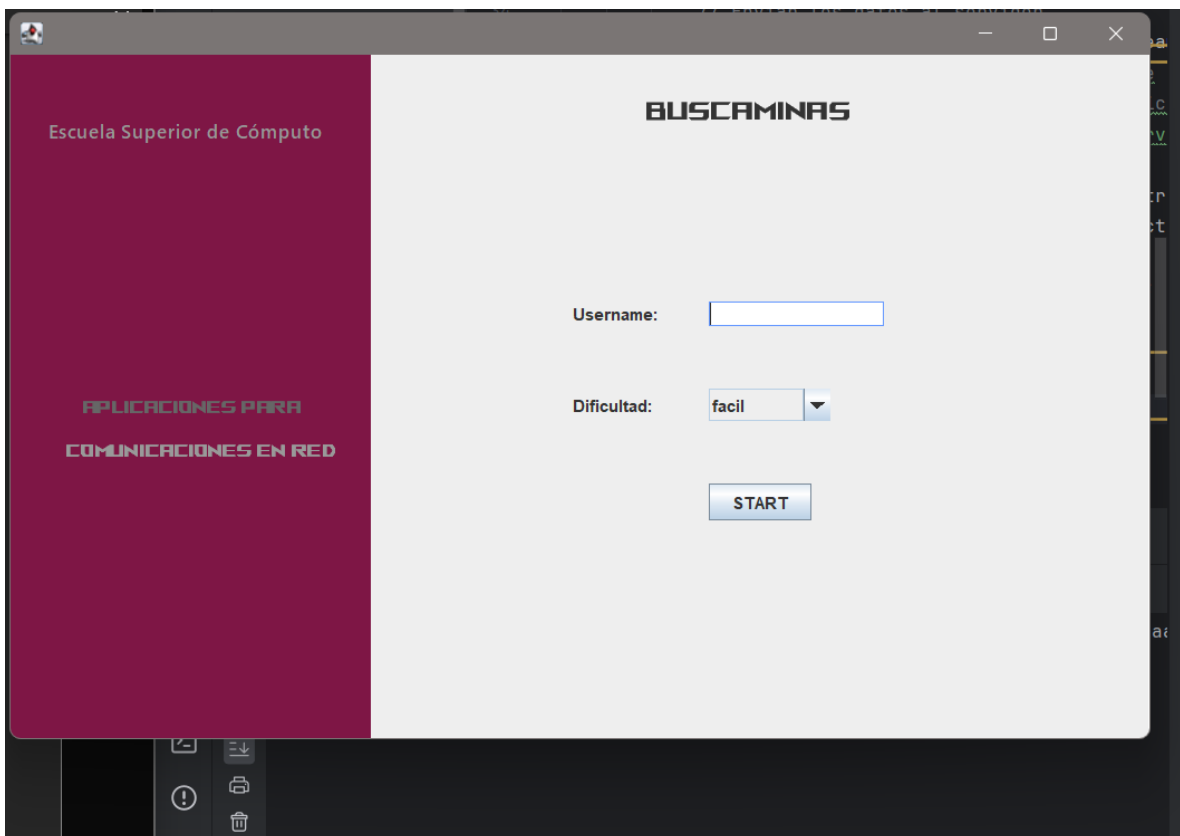 BUSCAMINAS
Escuela Superior de Cómputo
Username:
Dificultad: facil
APLICACIONES PARA
COMUNICACIONES EN RED
START